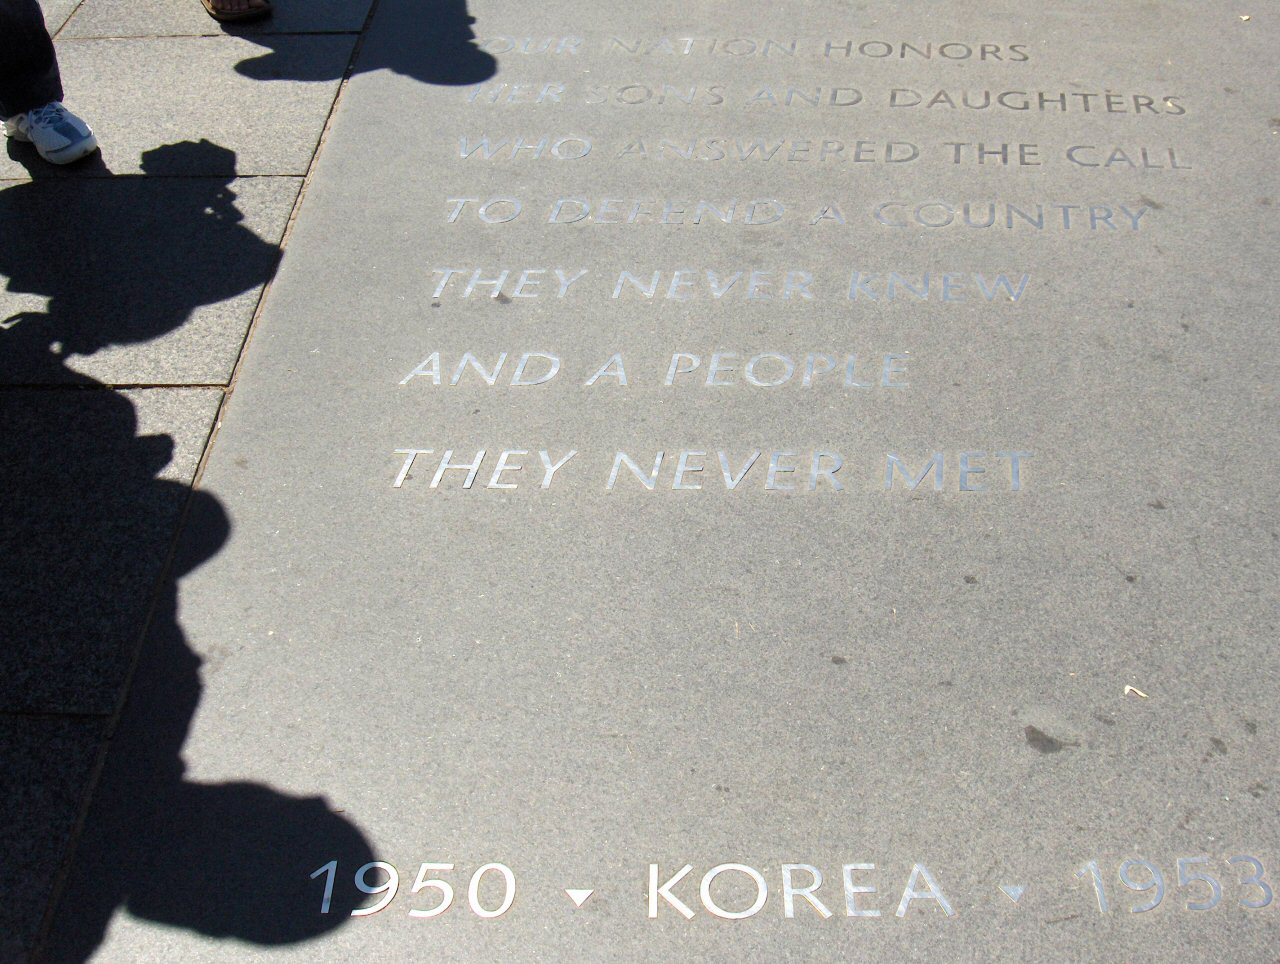 OUR NATION HONORS
HER SONS AND DAUGHTERS
WHO ANSWERED THE CALL
TO DEFEND A COUNTRY
THEY NEVER KNEW
AND A PEOPLE
THEY NEVER MET
1950 ▾ KOREA ▾ 1953